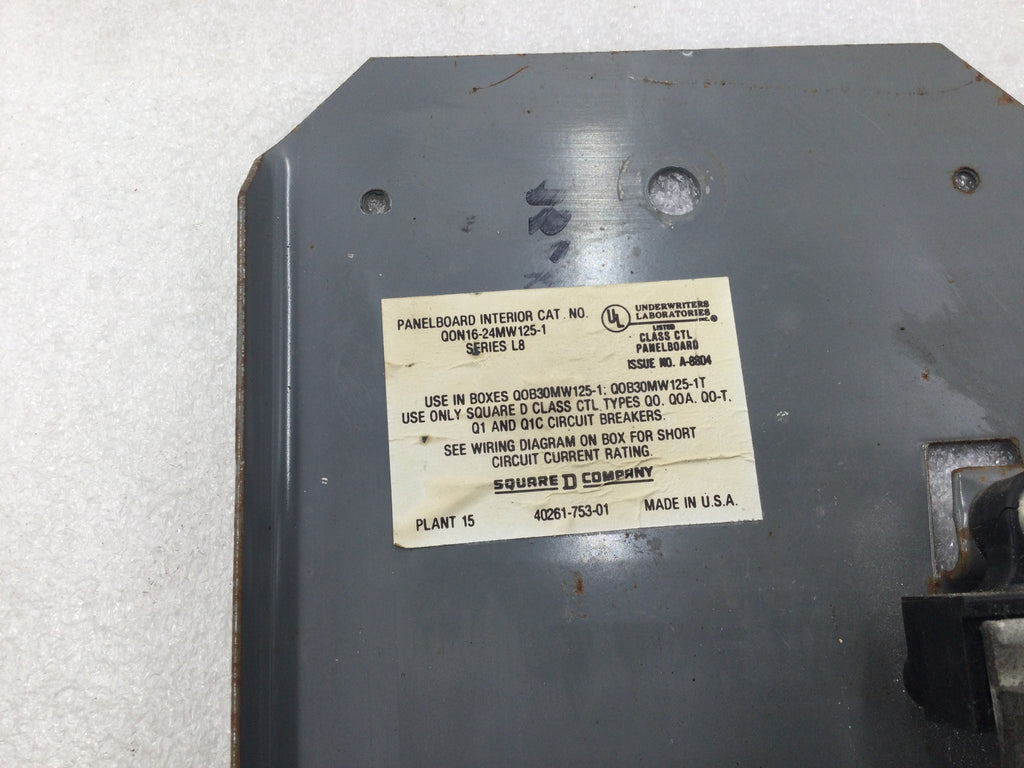 PANELBOARD INTERIOR CAT. NO.
QON16-24MW125-1
SERIES L8
UL
UNDERWRITERS
LABORATORIES
INC.®
LISTED
CLASS CTL
PANELBOARD
ISSUE NO. A-8804
USE IN BOXES QOB30MW125-1; QOB30MW125-1T
USE ONLY SQUARE D CLASS CTL TYPES QO. QOA. QO-T.
Q1 AND Q1C CIRCUIT BREAKERS.
SEE WIRING DIAGRAM ON BOX FOR SHORT
CIRCUIT CURRENT RATING.
SQUARE D COMPANY
PLANT 15 40261-753-01 MADE IN U.S.A.